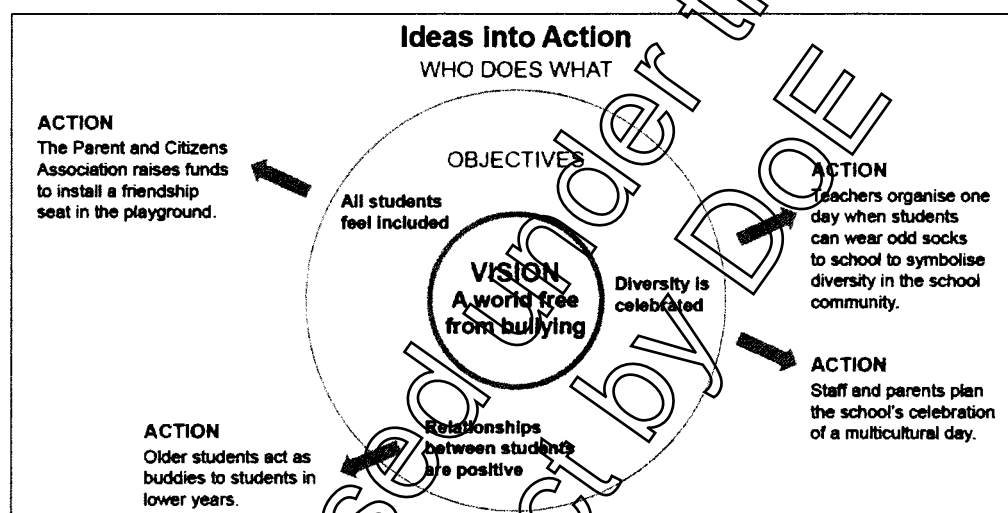 Ideas into Action
WHO DOES WHAT
ACTION
The Parent and Citizens
Association raises funds
to install a friendship
seat in the playground.
OBJECTIVES
All students
feel included
VISION
A world free
from bullying
Diversity is
celebrated
Relationships
between students
are positive
ACTION
Teachers organise one
day when students
can wear odd socks
to school to symbolise
diversity in the school
community.
ACTION
Staff and parents plan
the school's celebration
of a multicultural day.
ACTION
Older students act as
buddies to students in
lower years.
under
by DoE